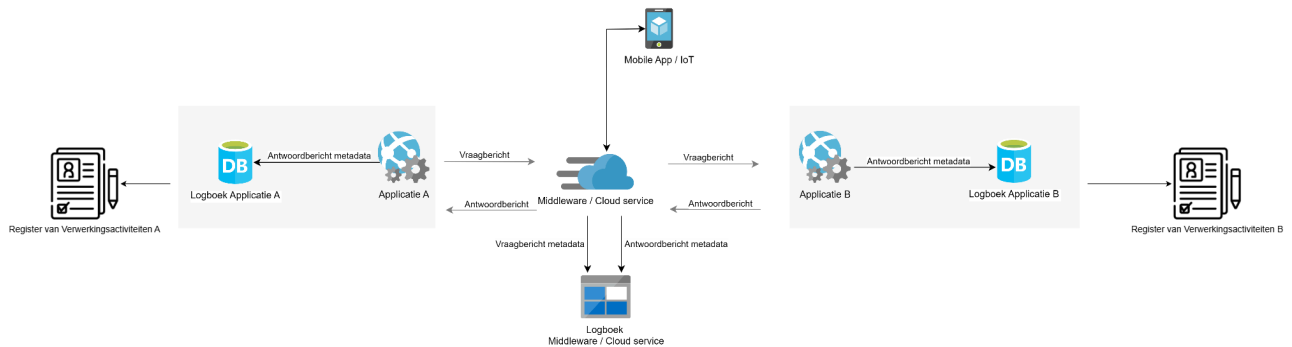 Mobile App / IoT
DB
Antwoordbericht metadata
Logboek Applicatie A
Applicatie A
Register van Verwerkingsactiviteiten A
Vraagbericht
Antwoordbericht
Middleware / Cloud service
Vraagbericht
Antwoordbericht
Vraagbericht metadata
Antwoordbericht metadata
Logboek
Middleware / Cloud service
Applicatie B
Antwoordbericht metadata
DB
Logboek Applicatie B
Register van Verwerkingsactiviteiten B